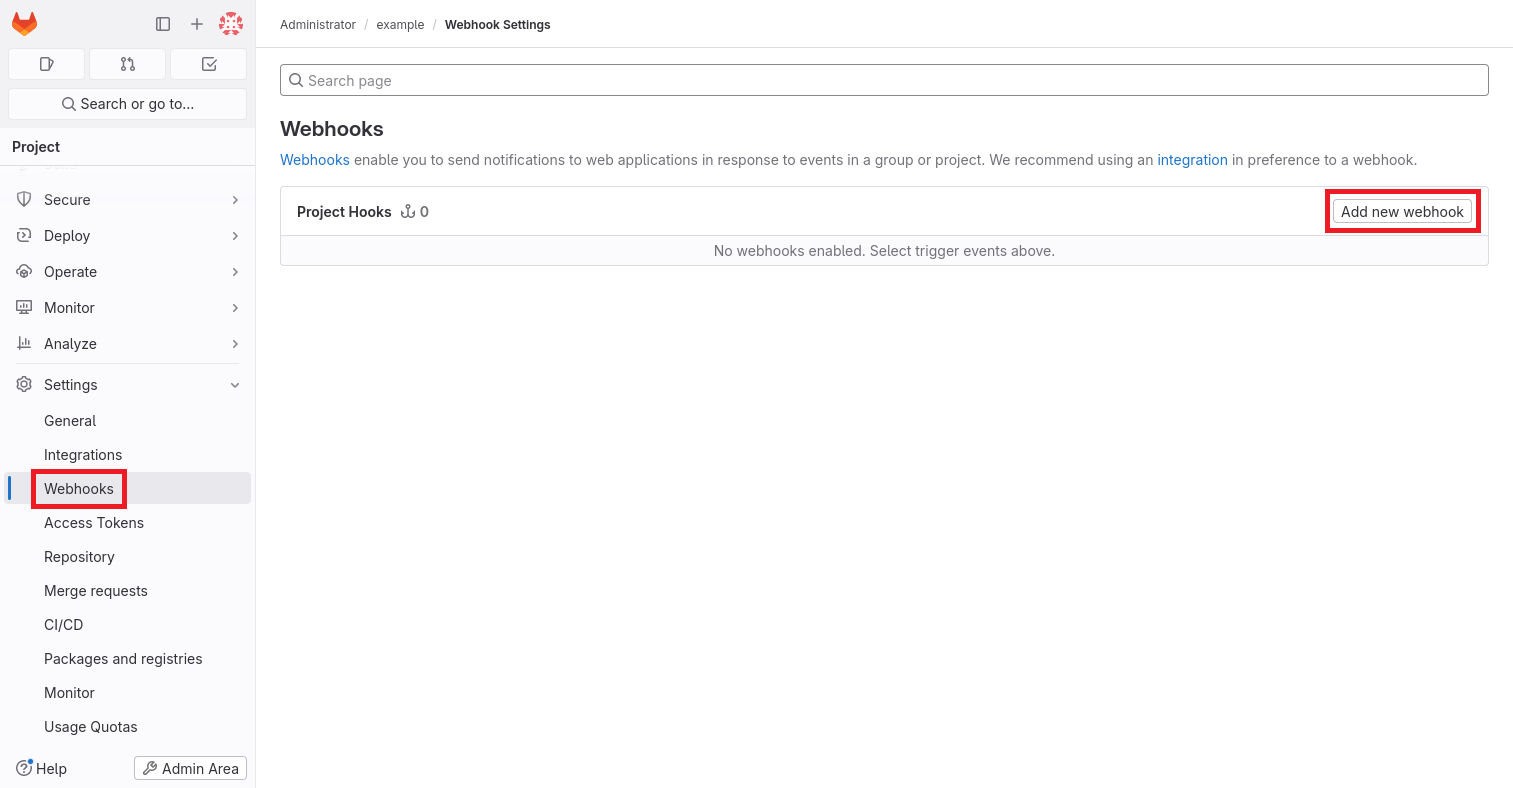 Administrator / example / Webhook Settings
Search or go to...
Project
Secure
Deploy
Operate
Monitor
Analyze
Settings
General
Integrations
Webhooks
Access Tokens
Repository
Merge requests
CI/CD
Packages and registries
Monitor
Usage Quotas
Help
Admin Area
Search page
Webhooks
Webhooks enable you to send notifications to web applications in response to events in a group or project. We recommend using an integration in preference to a webhook.
Project Hooks 0
Add new webhook
No webhooks enabled. Select trigger events above.